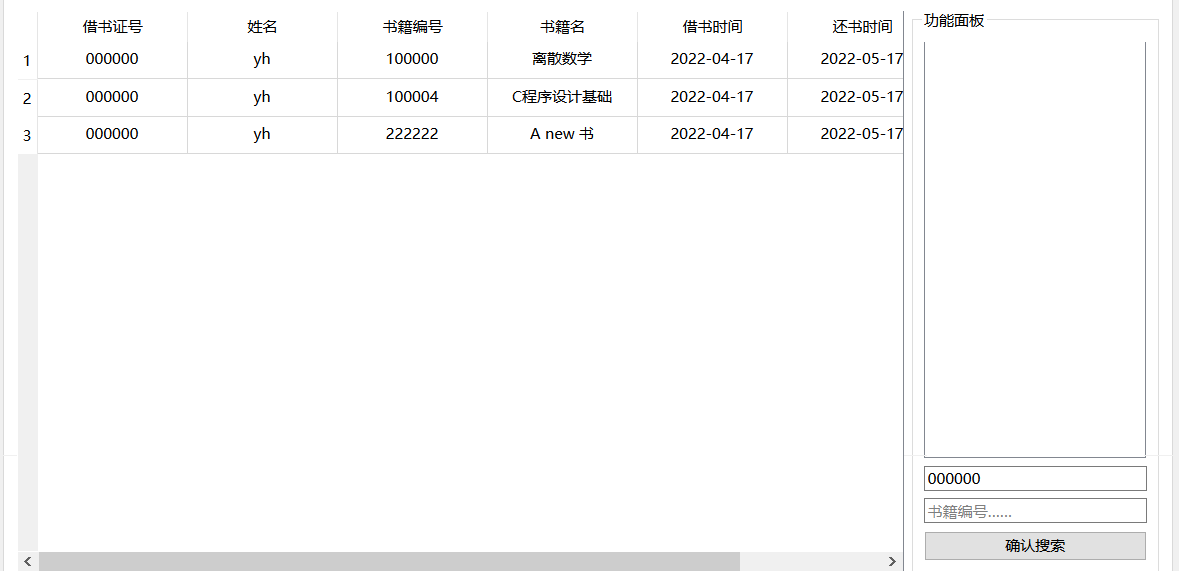 借书证号 姓名 书籍编号 书籍名 借书时间 还书时间
1 000000 yh 100000 离散数学 2022-04-17 2022-05-17
2 000000 yh 100004 C程序设计基础 2022-04-17 2022-05-17
3 000000 yh 222222 A new 书 2022-04-17 2022-05-17
功能面板
000000
书籍编号......
确认搜索